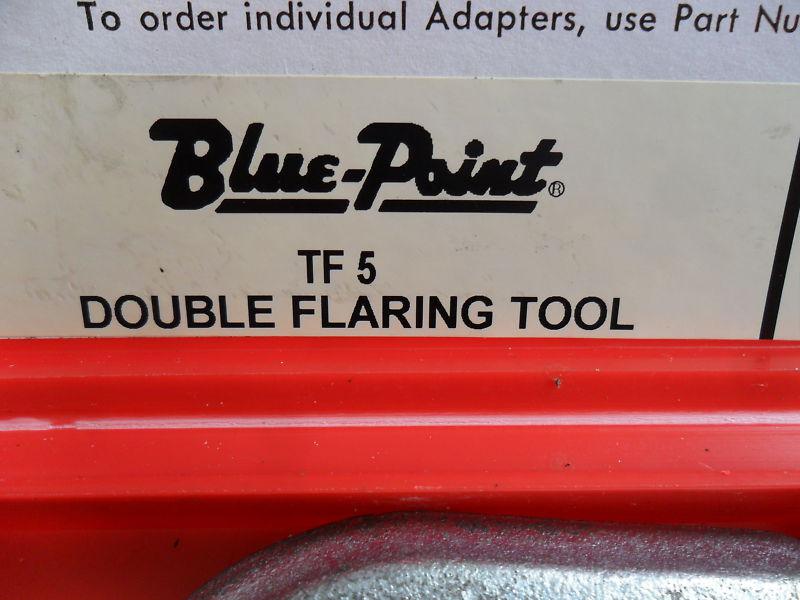 To order individual Adapters, use Part Nu
Blue-Point®
TF 5
DOUBLE FLARING TOOL